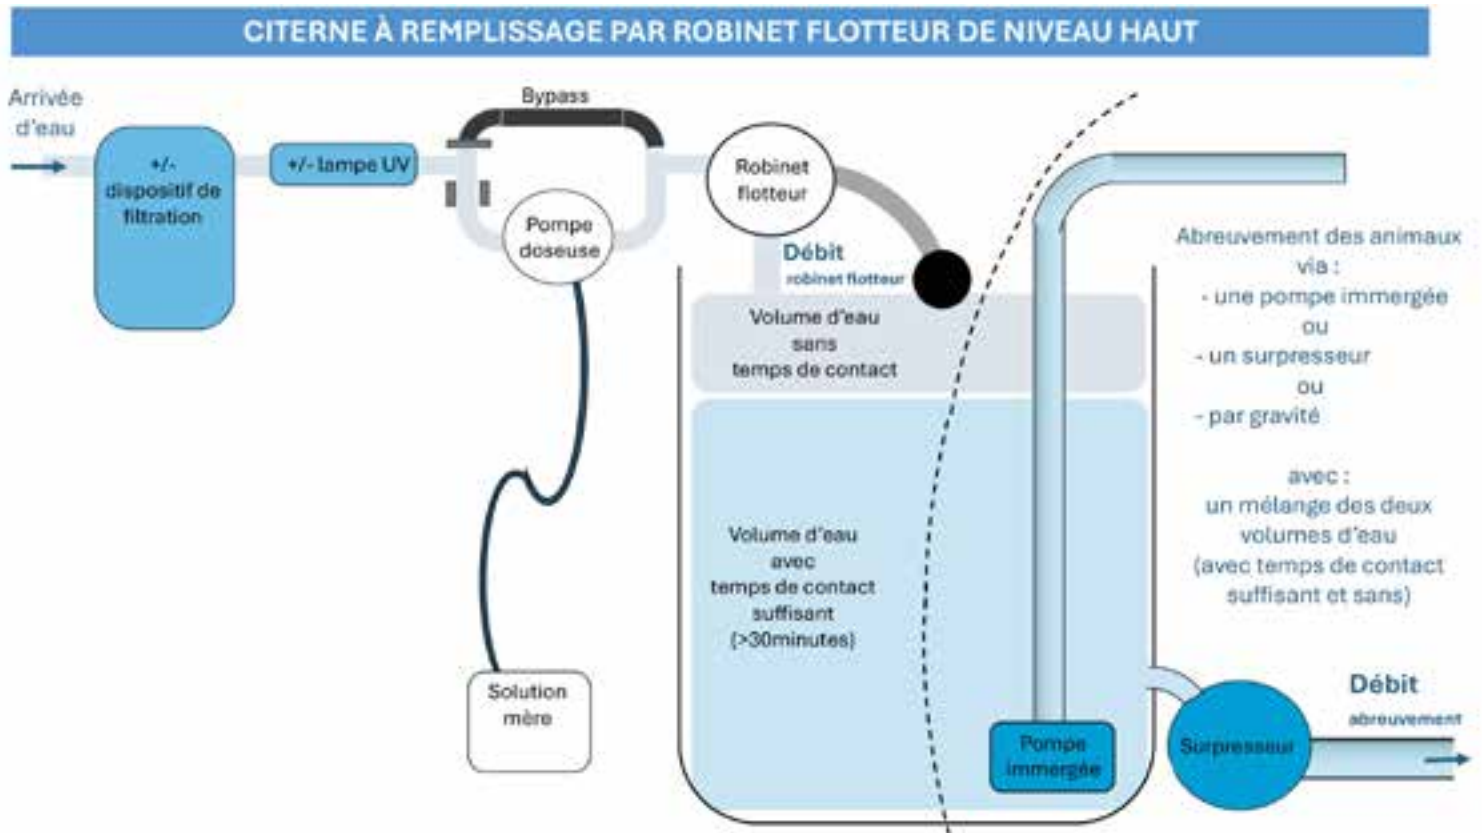 CITERNE À REMPLISSAGE PAR ROBINET FLOTTEUR DE NIVEAU HAUT
Arrivée
d'eau
+/-
dispositif de
filtration
+/- lampe UV
Bypass
Pompe
doseuse
Solution
mère
Robinet
flotteur
Débit
robinet flotteur
Volume d'eau
sans
temps de contact
Volume d'eau
avec
temps de contact
suffisant
(>30minutes)
Pompe
immergée
Abreuvement des animaux
via :
- une pompe immergée
ou
- un surpresseur
ou
- par gravité
avec :
un mélange des deux
volumes d'eau
(avec temps de contact
suffisant et sans)
Surpresseur
Débit
abreuvement